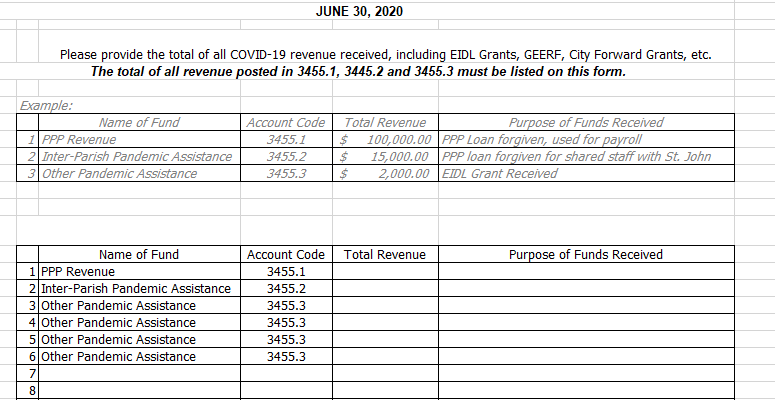 JUNE 30, 2020
Please provide the total of all COVID-19 revenue received, including EIDL Grants, GEERF, City Forward Grants, etc.
The total of all revenue posted in 3455.1, 3445.2 and 3455.3 must be listed on this form.
Example:
Name of Fund Account Code Total Revenue Purpose of Funds Received
1 PPP Revenue 3455.1 $ 100,000.00 PPP Loan forgiven, used for payroll
2 Inter-Parish Pandemic Assistance 3455.2 $ 15,000.00 PPP loan forgiven for shared staff with St. John
3 Other Pandemic Assistance 3455.3 $ 2,000.00 EIDL Grant Received
Name of Fund Account Code Total Revenue Purpose of Funds Received
1 PPP Revenue 3455.1
2 Inter-Parish Pandemic Assistance 3455.2
3 Other Pandemic Assistance 3455.3
4 Other Pandemic Assistance 3455.3
5 Other Pandemic Assistance 3455.3
6 Other Pandemic Assistance 3455.3
7
8